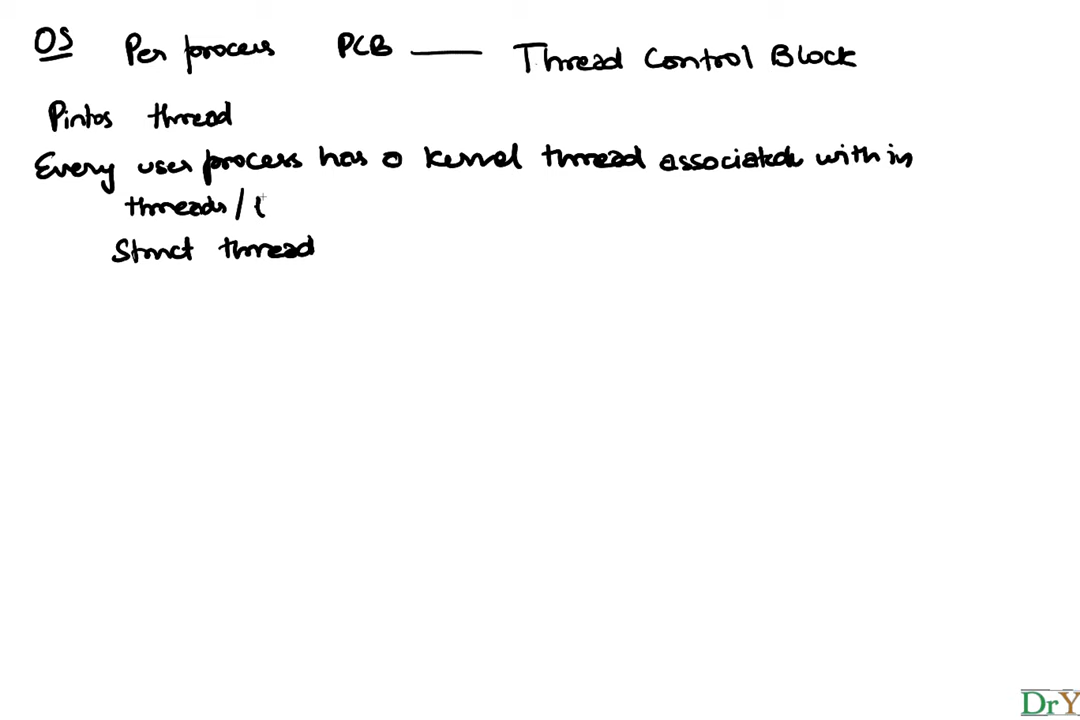 OS Per process PCB — Thread Control Block
Pintos thread
Every user process has a kernel thread associated with in
threads/t
Struct thread
DrY